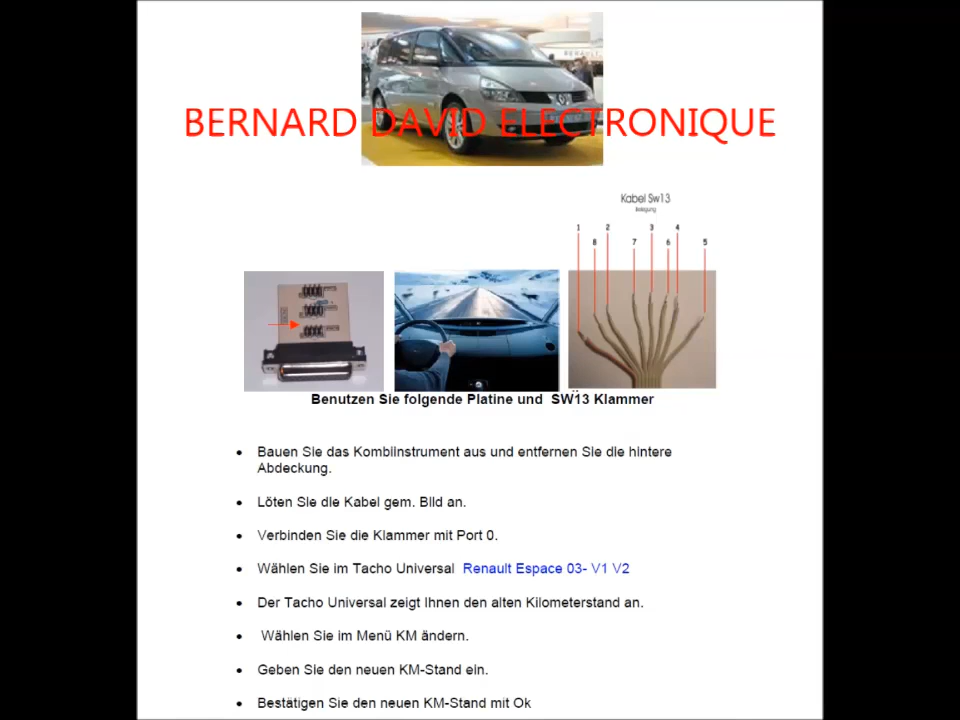 BERNARD DAVID ELECTRONIQUE
RENAULT
Kabel Sw13
Belegung
1 2 3 4
8 7 6 5
Benutzen Sie folgende Platine und SW13 Klammer
• Bauen Sie das Kombiinstrument aus und entfernen Sie die hintere
Abdeckung.
• Löten Sie die Kabel gem. Bild an.
• Verbinden Sie die Klammer mit Port 0.
• Wählen Sie im Tacho Universal Renault Espace 03- V1 V2
• Der Tacho Universal zeigt Ihnen den alten Kilometerstand an.
• Wählen Sie im Menü KM ändern.
• Geben Sie den neuen KM-Stand ein.
• Bestätigen Sie den neuen KM-Stand mit Ok